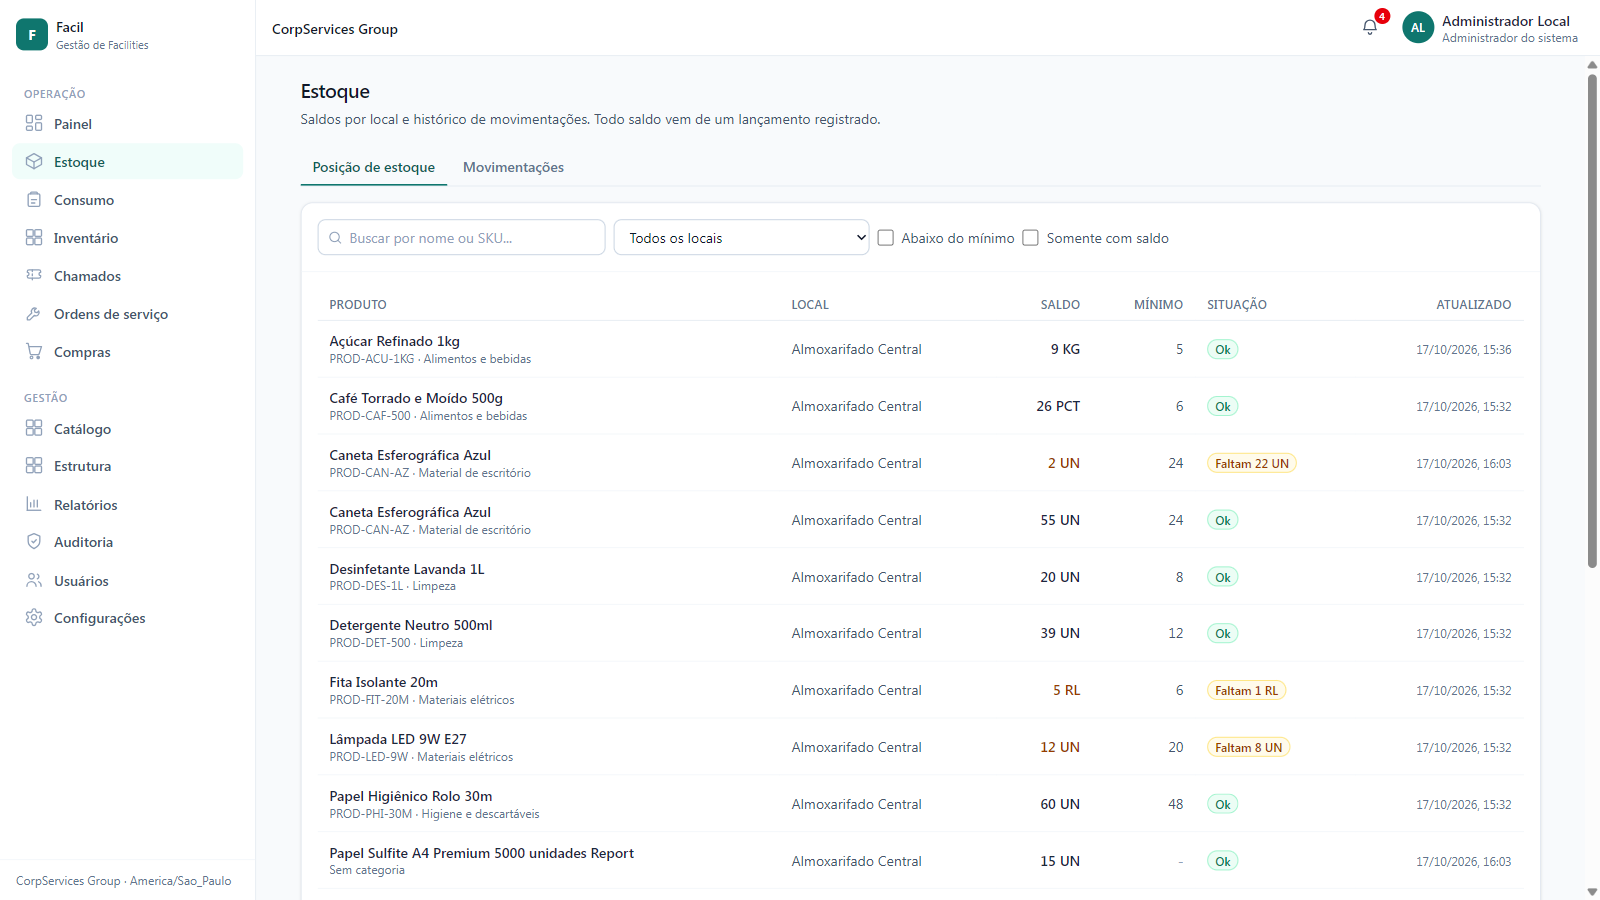 F
Facil
Gestão de Facilities
CorpServices Group
4
AL
Administrador Local
Administrador do sistema
OPERAÇÃO
Painel
Estoque
Consumo
Inventário
Chamados
Ordens de serviço
Compras
GESTÃO
Catálogo
Estrutura
Relatórios
Auditoria
Usuários
Configurações
CorpServices Group · America/Sao_Paulo
Estoque
Saldos por local e histórico de movimentações. Todo saldo vem de um lançamento registrado.
Posição de estoque Movimentações
Buscar por nome ou SKU... Todos os locais Abaixo do mínimo Somente com saldo
PRODUTO LOCAL SALDO MÍNIMO SITUAÇÃO ATUALIZADO
Açúcar Refinado 1kg
PROD-ACU-1KG · Alimentos e bebidas
Almoxarifado Central 9 KG 5 Ok 17/10/2026, 15:36
Café Torrado e Moído 500g
PROD-CAF-500 · Alimentos e bebidas
Almoxarifado Central 26 PCT 6 Ok 17/10/2026, 15:32
Caneta Esferográfica Azul
PROD-CAN-AZ · Material de escritório
Almoxarifado Central 2 UN 24 Faltam 22 UN 17/10/2026, 16:03
Caneta Esferográfica Azul
PROD-CAN-AZ · Material de escritório
Almoxarifado Central 55 UN 24 Ok 17/10/2026, 15:32
Desinfetante Lavanda 1L
PROD-DES-1L · Limpeza
Almoxarifado Central 20 UN 8 Ok 17/10/2026, 15:32
Detergente Neutro 500ml
PROD-DET-500 · Limpeza
Almoxarifado Central 39 UN 12 Ok 17/10/2026, 15:32
Fita Isolante 20m
PROD-FIT-20M · Materiais elétricos
Almoxarifado Central 5 RL 6 Faltam 1 RL 17/10/2026, 15:32
Lâmpada LED 9W E27
PROD-LED-9W · Materiais elétricos
Almoxarifado Central 12 UN 20 Faltam 8 UN 17/10/2026, 15:32
Papel Higiênico Rolo 30m
PROD-PHI-30M · Higiene e descartáveis
Almoxarifado Central 60 UN 48 Ok 17/10/2026, 15:32
Papel Sulfite A4 Premium 5000 unidades Report
Sem categoria
Almoxarifado Central 15 UN - Ok 17/10/2026, 16:03